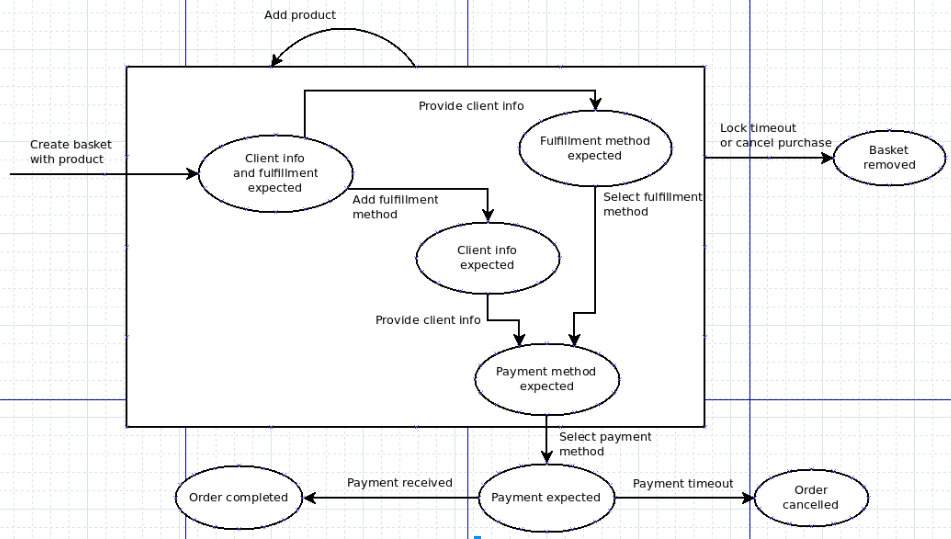 Add product
Provide client info
Create basket
with product
Client info
and fulfillment
expected
Fulfillment method
expected
Lock timeout
or cancel purchase
Basket
removed
Add fulfillment
method
Select fulfillment
method
Client info
expected
Provide client info
Payment method
expected
Select payment
method
Order completed
Payment received
Payment expected
Payment timeout
Order
cancelled